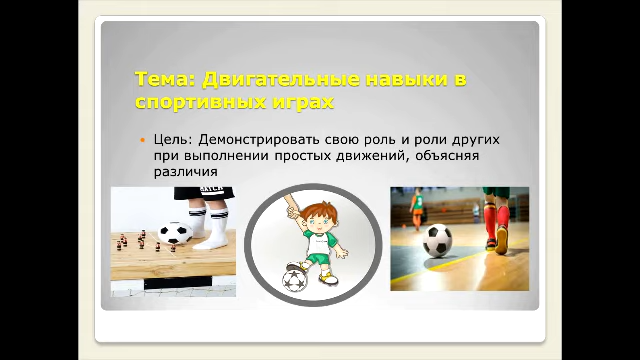 Тема: Двигательные навыки в
спортивных играх
Цель: Демонстрировать свою роль и роли других
при выполнении простых движений, объясняя
различия